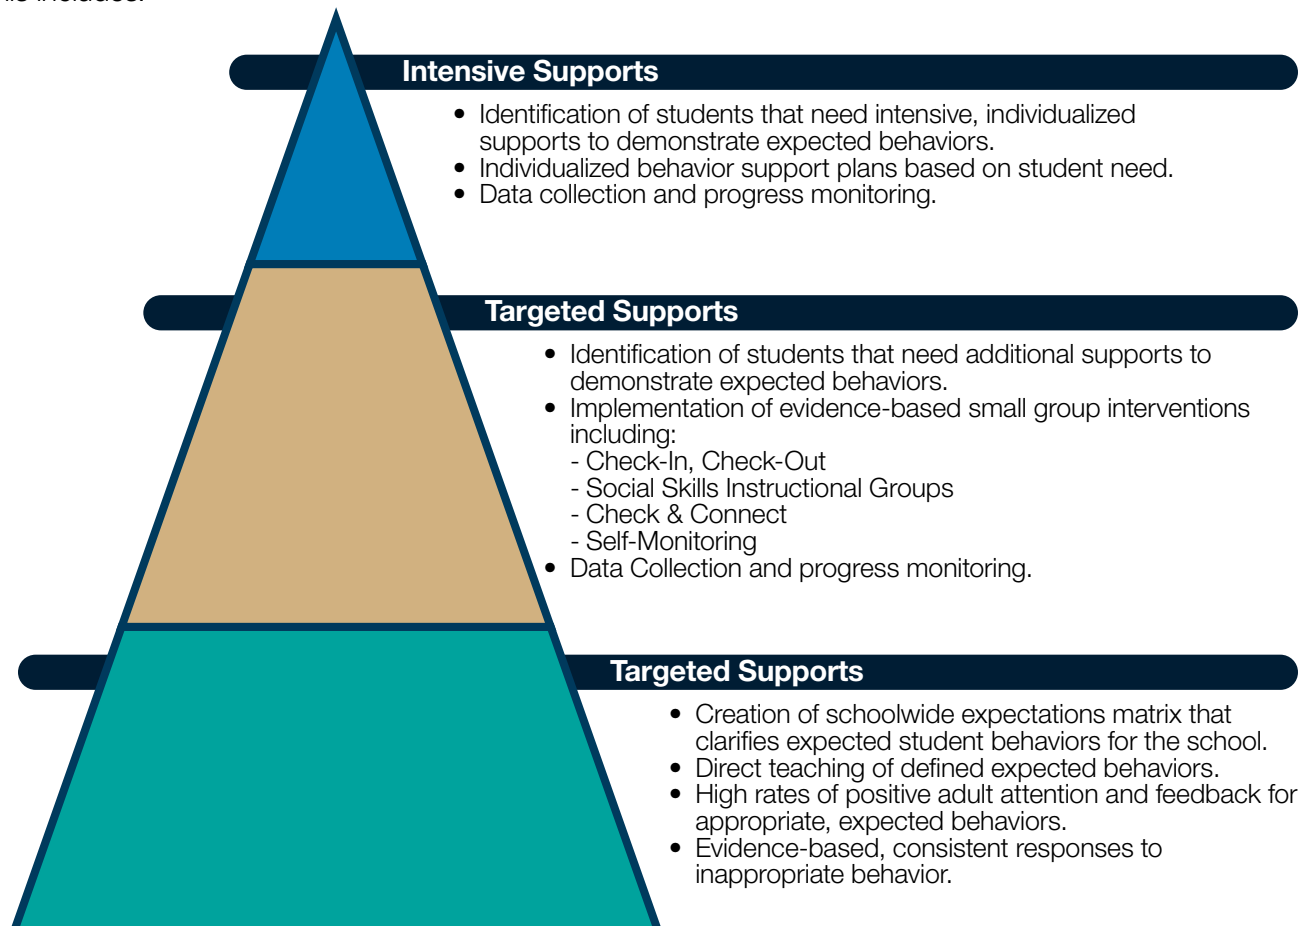 Intensive Supports
• Identification of students that need intensive, individualized
supports to demonstrate expected behaviors.
• Individualized behavior support plans based on student need.
• Data collection and progress monitoring.
Targeted Supports
• Identification of students that need additional supports to
demonstrate expected behaviors.
• Implementation of evidence-based small group interventions
including:
- Check-In, Check-Out
- Social Skills Instructional Groups
- Check & Connect
- Self-Monitoring
• Data Collection and progress monitoring.
Targeted Supports
• Creation of schoolwide expectations matrix that
clarifies expected student behaviors for the school.
• Direct teaching of defined expected behaviors.
• High rates of positive adult attention and feedback for
appropriate, expected behaviors.
• Evidence-based, consistent responses to
inappropriate behavior.